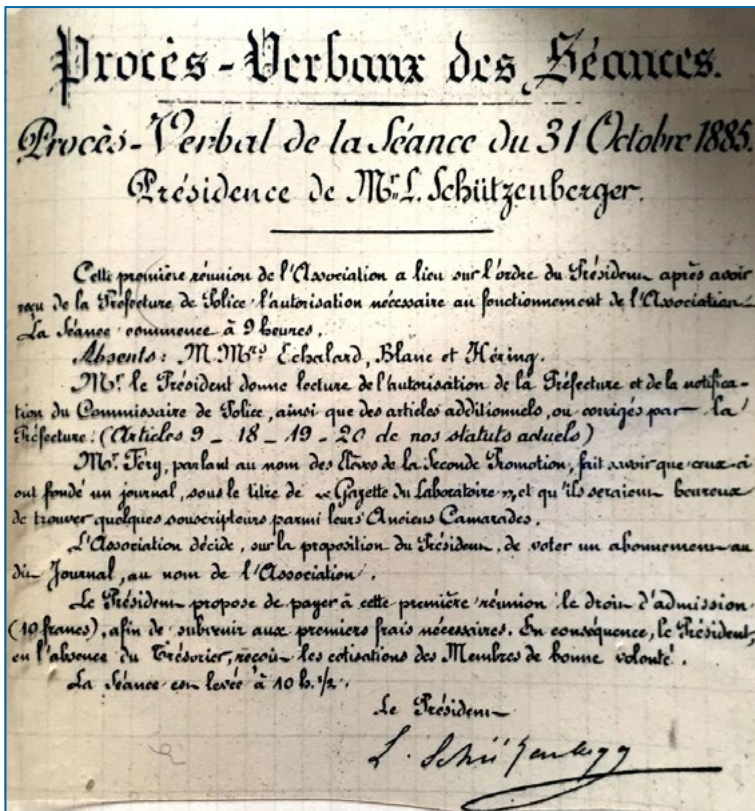 Procès-Verbaux des Séances.
Procès-Verbal de la Séance du 31 Octobre 1885.
Présidence de Mr. L. Schützenberger.
Cette première réunion de l'Association a lieu sur l'ordre du Président après avoir
reçu de la Préfecture de Police l'autorisation nécessaire au fonctionnement de l'Association
La Séance commence à 9 heures.
Absents : M.Mrs Echalard, Blanc et Héring.
Mr. le Président donne lecture de l'autorisation de la Préfecture et de la notifica-
tion du Commissaire de Police, ainsi que des articles additionnels, ou corrigés par la
Préfecture. (Articles 9 - 18 - 19 - 20 de nos statuts actuels)
Mr. Féry, parlant au nom des Elèves de la Seconde Promotion, fait savoir que ceux-ci
ont fondé un journal, sous le titre de « Gazette du Laboratoire », et qu'ils seraient heureux
de trouver quelques souscripteurs parmi leurs Anciens Camarades.
L'Association décide, sur la proposition du Président, de voter un abonnement au
dit Journal, au nom de l'Association.
Le Président propose de payer à cette première réunion le droit d'admission
(10 francs), afin de subvenir aux premiers frais nécessaires. En conséquence, le Président,
en l'absence du Trésorier, reçoit les cotisations des Membres de bonne volonté.
La Séance est levée à 10 h. 1/2.
Le Président
L. Schützenberger